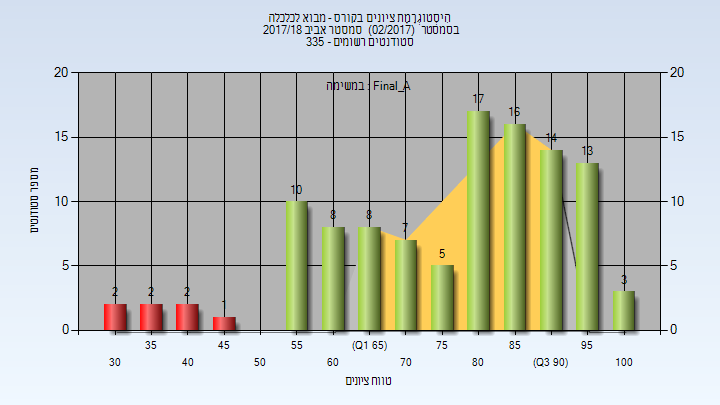 היסטוגרמת ציונים בקורס - מבוא לכלכלה
בסמסטר (02/2017) סמסטר אביב 2017/18
סטודנטים רשומים - 335
במשימה : Final_A
מספר סטודנטים
20 20
15 15
10 10
5 5
0 0
2 2 2 1 10 8 8 7 5 17 16 14 13 3
35 45 55 (Q1 65) 75 85 95
30 40 50 60 70 80 (Q3 90) 100
טווח ציונים